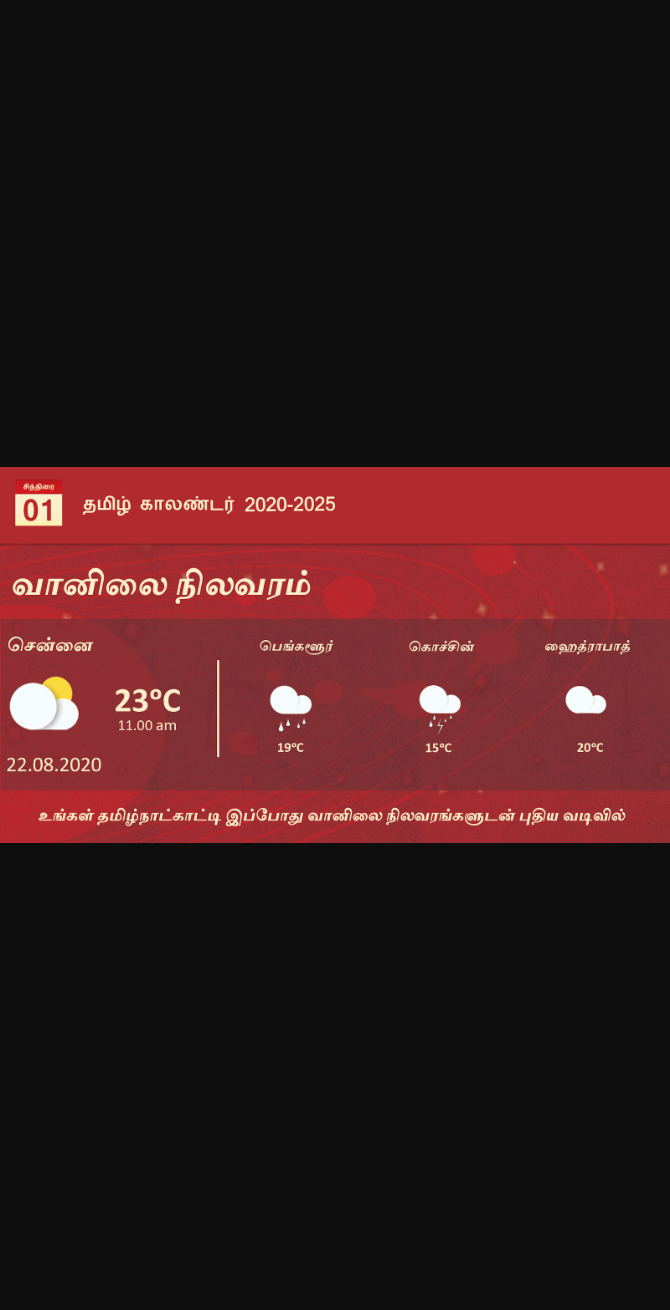 சித்திரை
01
தமிழ் காலண்டர் 2020-2025
வானிலை நிலவரம்
சென்னை
23°C
11.00 am
22.08.2020
பெங்களூர்
19°C
கொச்சின்
15°C
ஹைத்ராபாத்
20°C
உங்கள் தமிழ்நாட்காட்டி இப்போது வானிலை நிலவரங்களுடன் புதிய வடிவில்